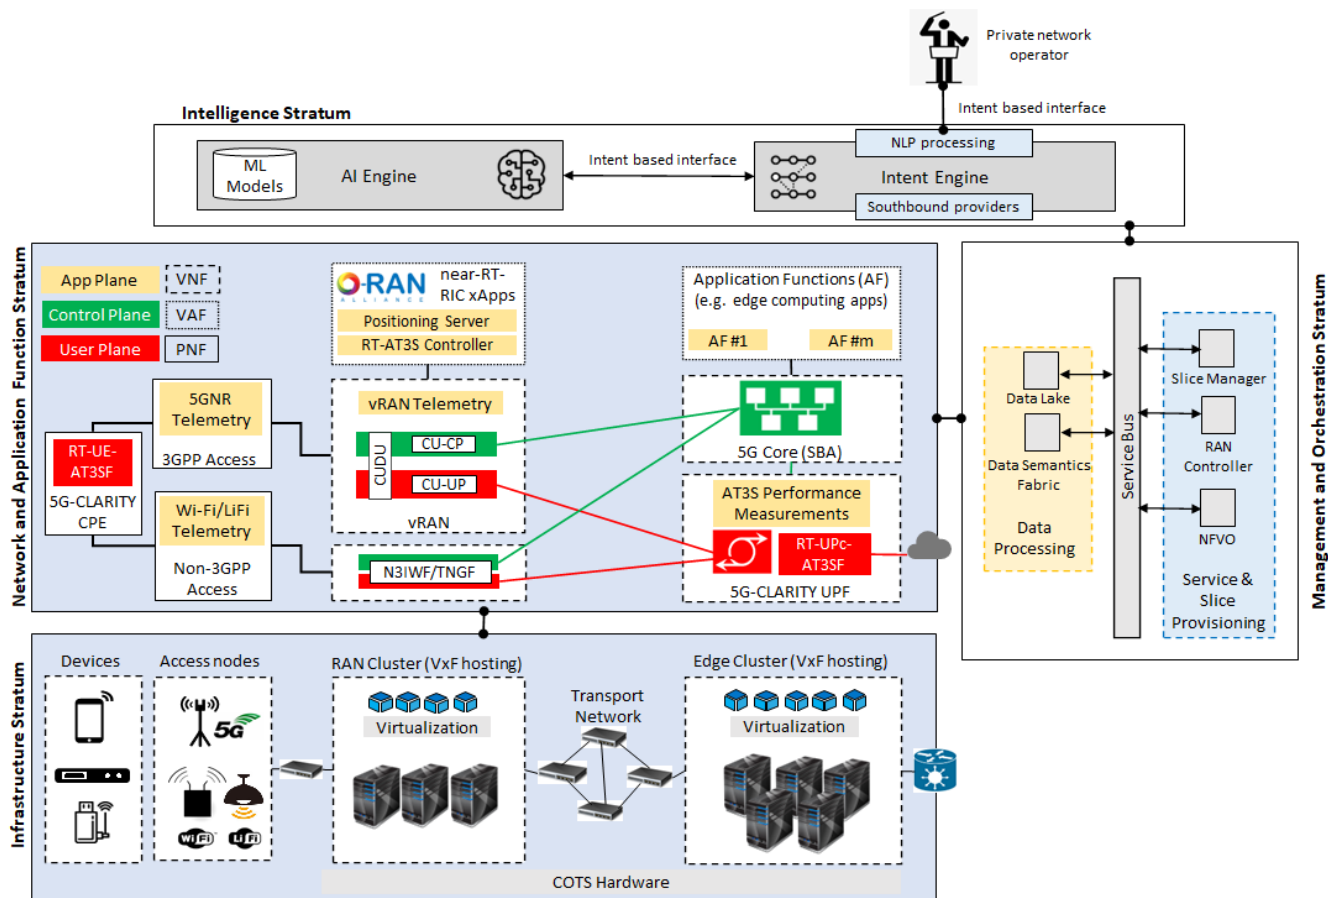 Private network
operator
Intent based interface
Intelligence Stratum
ML
Models
AI Engine
Intent based interface
NLP processing
Intent Engine
Southbound providers
Network and Application Function Stratum
App Plane
VNF
Control Plane
VAF
User Plane
PNF
O-RAN
ALLIANCE
near-RT-
RIC xApps
Positioning Server
RT-AT3S Controller
Application Functions (AF)
(e.g. edge computing apps)
AF #1
AF #m
5GNR
Telemetry
3GPP Access
RT-UE-
AT3SF
5G-CLARITY
CPE
Wi-Fi/LiFi
Telemetry
Non-3GPP
Access
vRAN Telemetry
CUDU
CU-CP
CU-UP
vRAN
N3IWF/TNGF
5G Core (SBA)
AT3S Performance
Measurements
RT-UPc-
AT3SF
5G-CLARITY UPF
Management and Orchestration Stratum
Data Lake
Data Semantics
Fabric
Data
Processing
Service Bus
Slice Manager
RAN
Controller
NFVO
Service &
Slice
Provisioning
Infrastructure Stratum
Devices
Access nodes
5G
WiFi
LiFi
RAN Cluster (VxF hosting)
Virtualization
Transport
Network
Edge Cluster (VxF hosting)
Virtualization
COTS Hardware